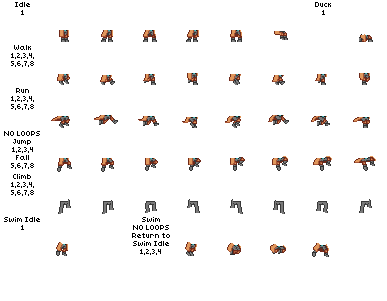 Idle
1
Duck
1
Walk
1,2,3,4,
5,6,7,8
Run
1,2,3,4,
5,6,7,8
NO LOOPS
Jump
1,2,3,4
Fall
5,6,7,8
Climb
1,2,3,4,
5,6,7,8
Swim Idle
1
Swim
NO LOOPS
Return to
Swim Idle
1,2,3,4